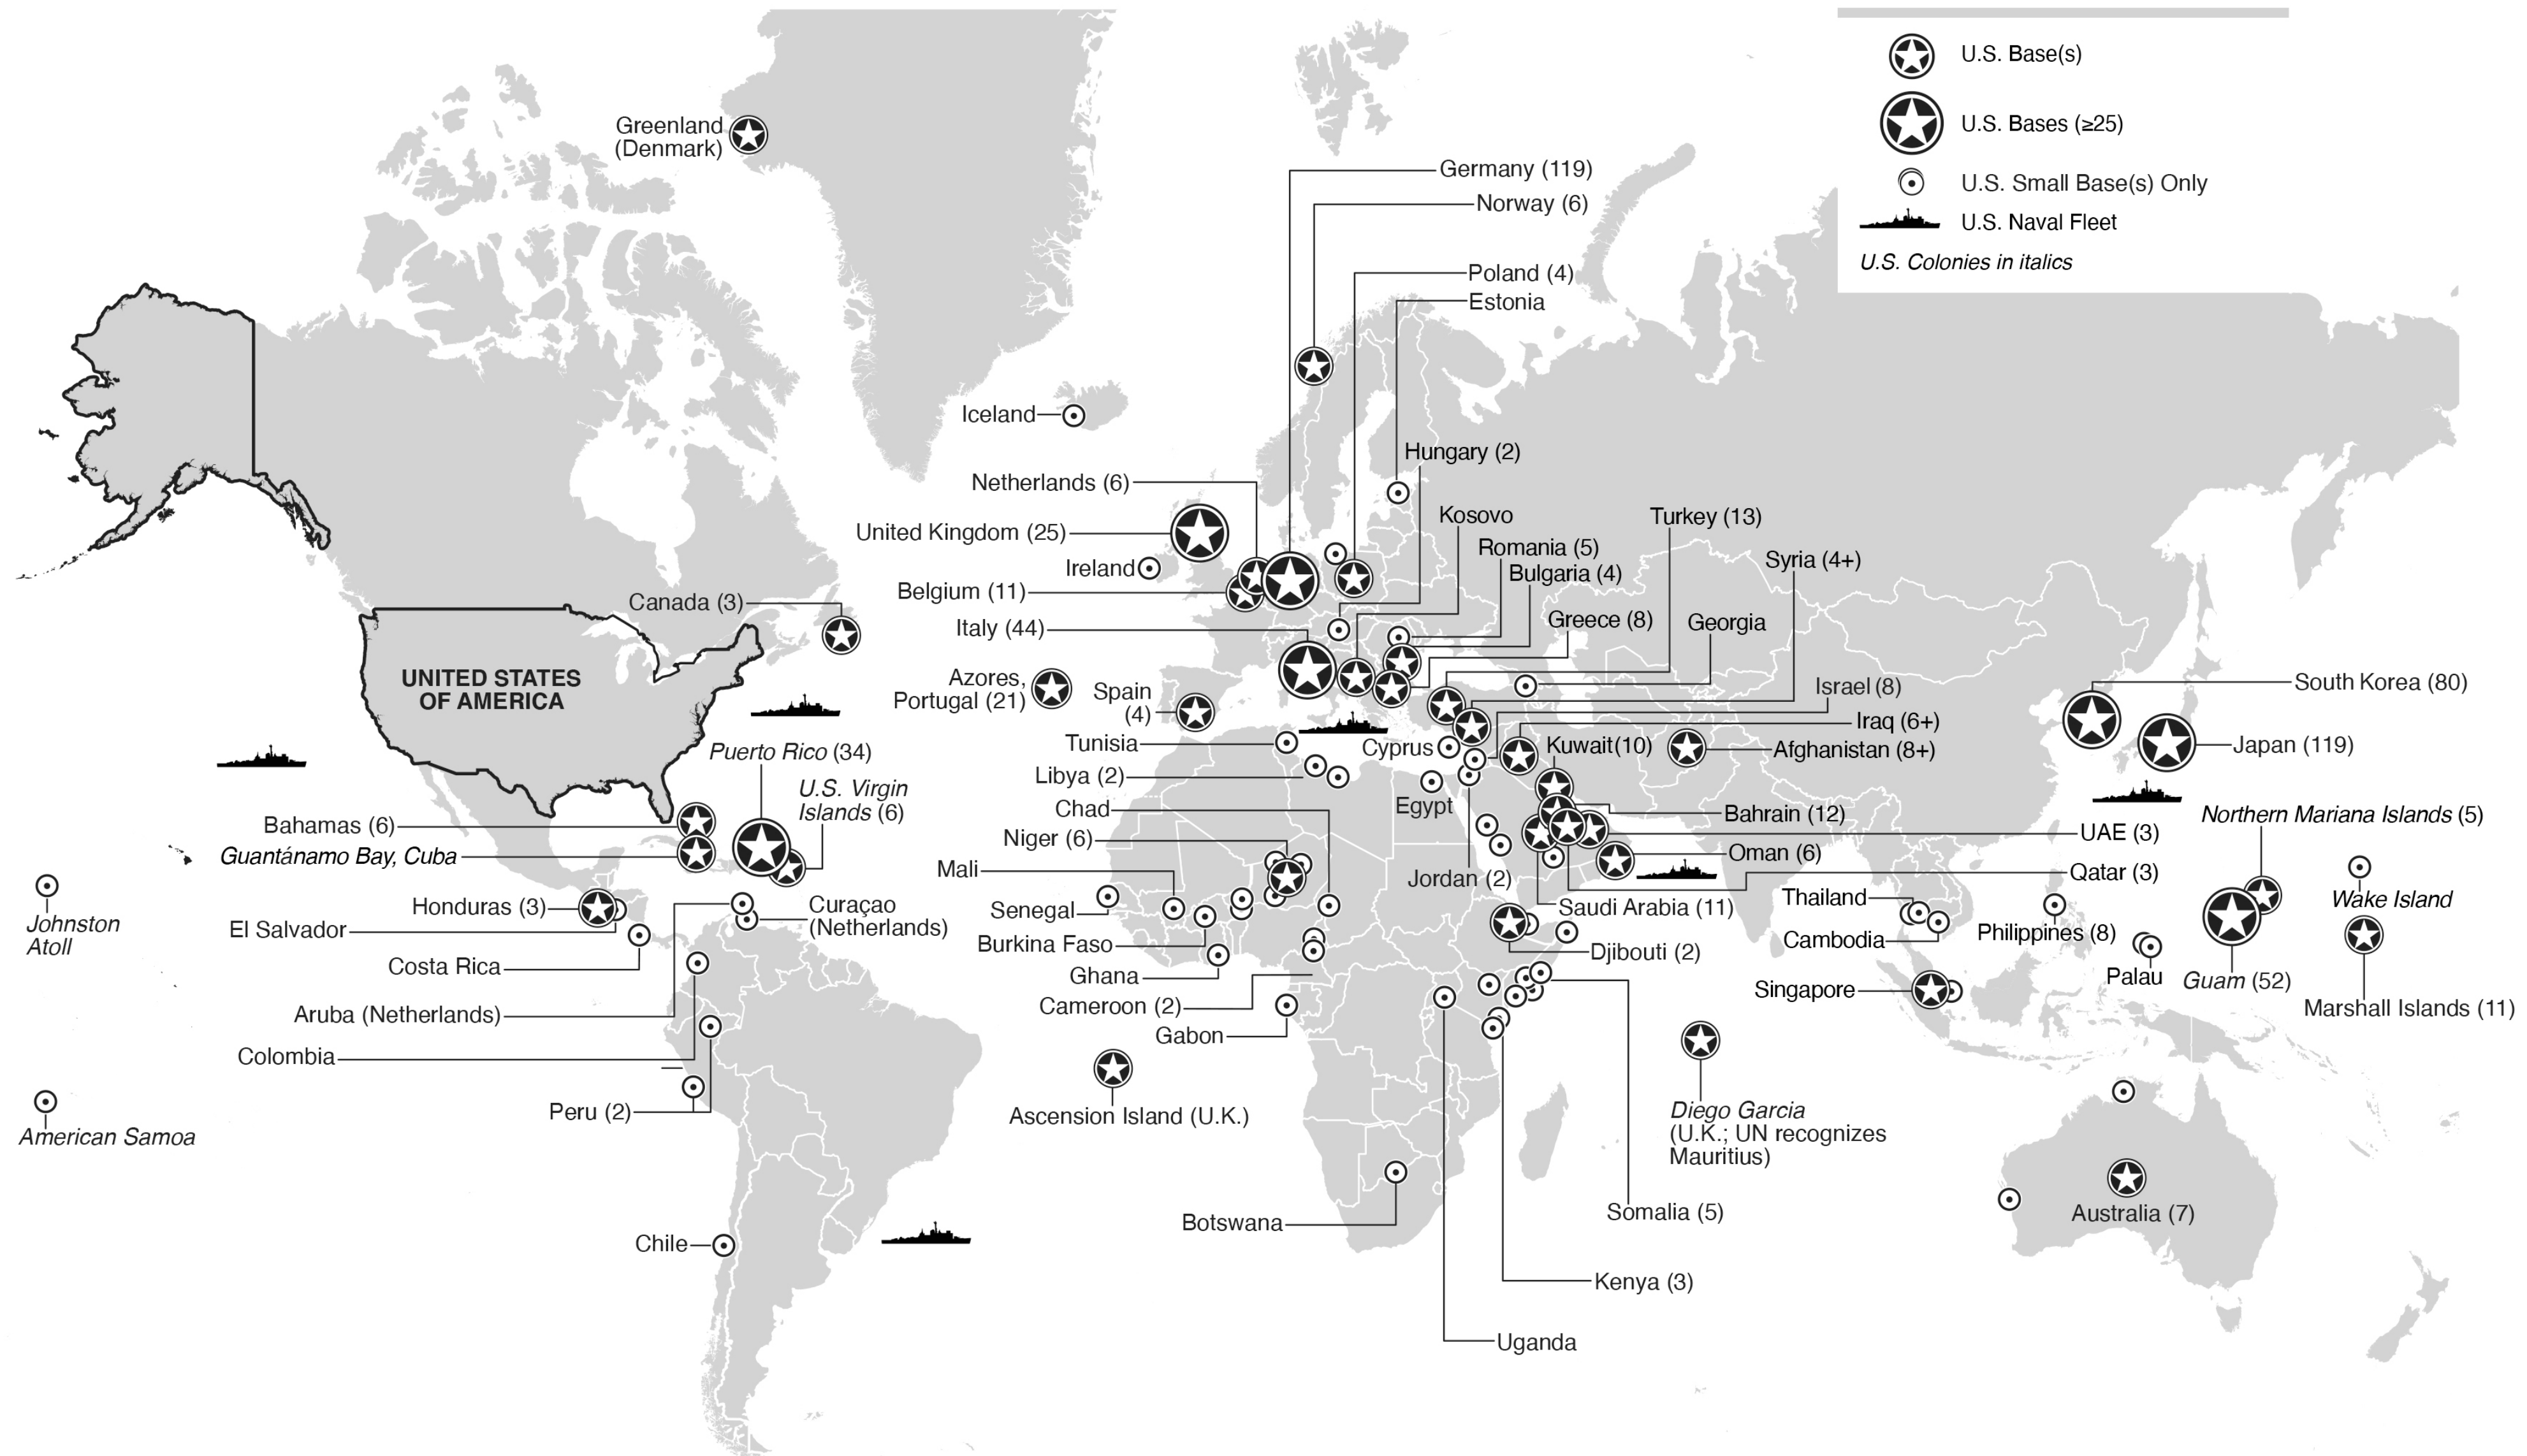 U.S. Base(s)
U.S. Bases (≥25)
U.S. Small Base(s) Only
U.S. Naval Fleet
U.S. Colonies in italics
Greenland
(Denmark)
Germany (119)
Norway (6)
Poland (4)
Estonia
Iceland
Hungary (2)
Netherlands (6)
United Kingdom (25)
Kosovo
Turkey (13)
Romania (5)
Syria (4+)
Ireland
Bulgaria (4)
Belgium (11)
Canada (3)
Italy (44)
Greece (8)
Georgia
UNITED STATES
OF AMERICA
Azores,
Portugal (21)
Spain
(4)
Israel (8)
South Korea (80)
Iraq (6+)
Tunisia
Cyprus
Kuwait(10)
Afghanistan (8+)
Japan (119)
Puerto Rico (34)
Libya (2)
U.S. Virgin
Islands (6)
Egypt
Chad
Bahrain (12)
Northern Mariana Islands (5)
Bahamas (6)
UAE (3)
Niger (6)
Guantánamo Bay, Cuba
Oman (6)
Mali
Jordan (2)
Qatar (3)
Thailand
Wake Island
Honduras (3)
Curaçao
(Netherlands)
Senegal
Saudi Arabia (11)
Johnston
Atoll
El Salvador
Burkina Faso
Djibouti (2)
Cambodia
Philippines (8)
Costa Rica
Ghana
Palau
Guam (52)
Singapore
Cameroon (2)
Marshall Islands (11)
Aruba (Netherlands)
Gabon
Colombia
Peru (2)
Ascension Island (U.K.)
Diego Garcia
(U.K.; UN recognizes
Mauritius)
American Samoa
Somalia (5)
Australia (7)
Botswana
Chile
Kenya (3)
Uganda